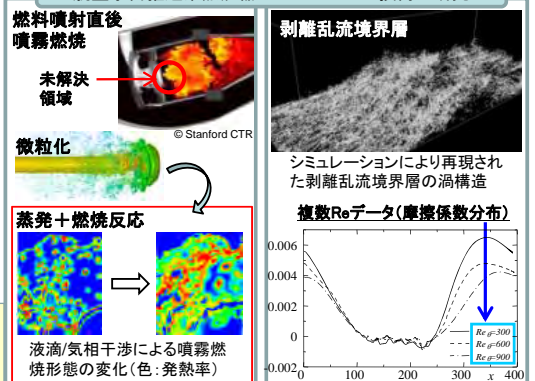 燃料噴射直後
噴霧燃焼
未解決
領域
© Stanford CTR
微粒化
蒸発＋燃焼反応
液滴/気相干渉による噴霧燃
焼形態の変化(色:発熱率)
剥離乱流境界層
シミュレーションにより再現され
た剥離乱流境界層の渦構造
複数Reデータ(摩擦係数分布)
0.006
0.004
0.002
0
-0.002
0 100 200 300 x 400
Reθ=300
Reθ=600
Reθ=900